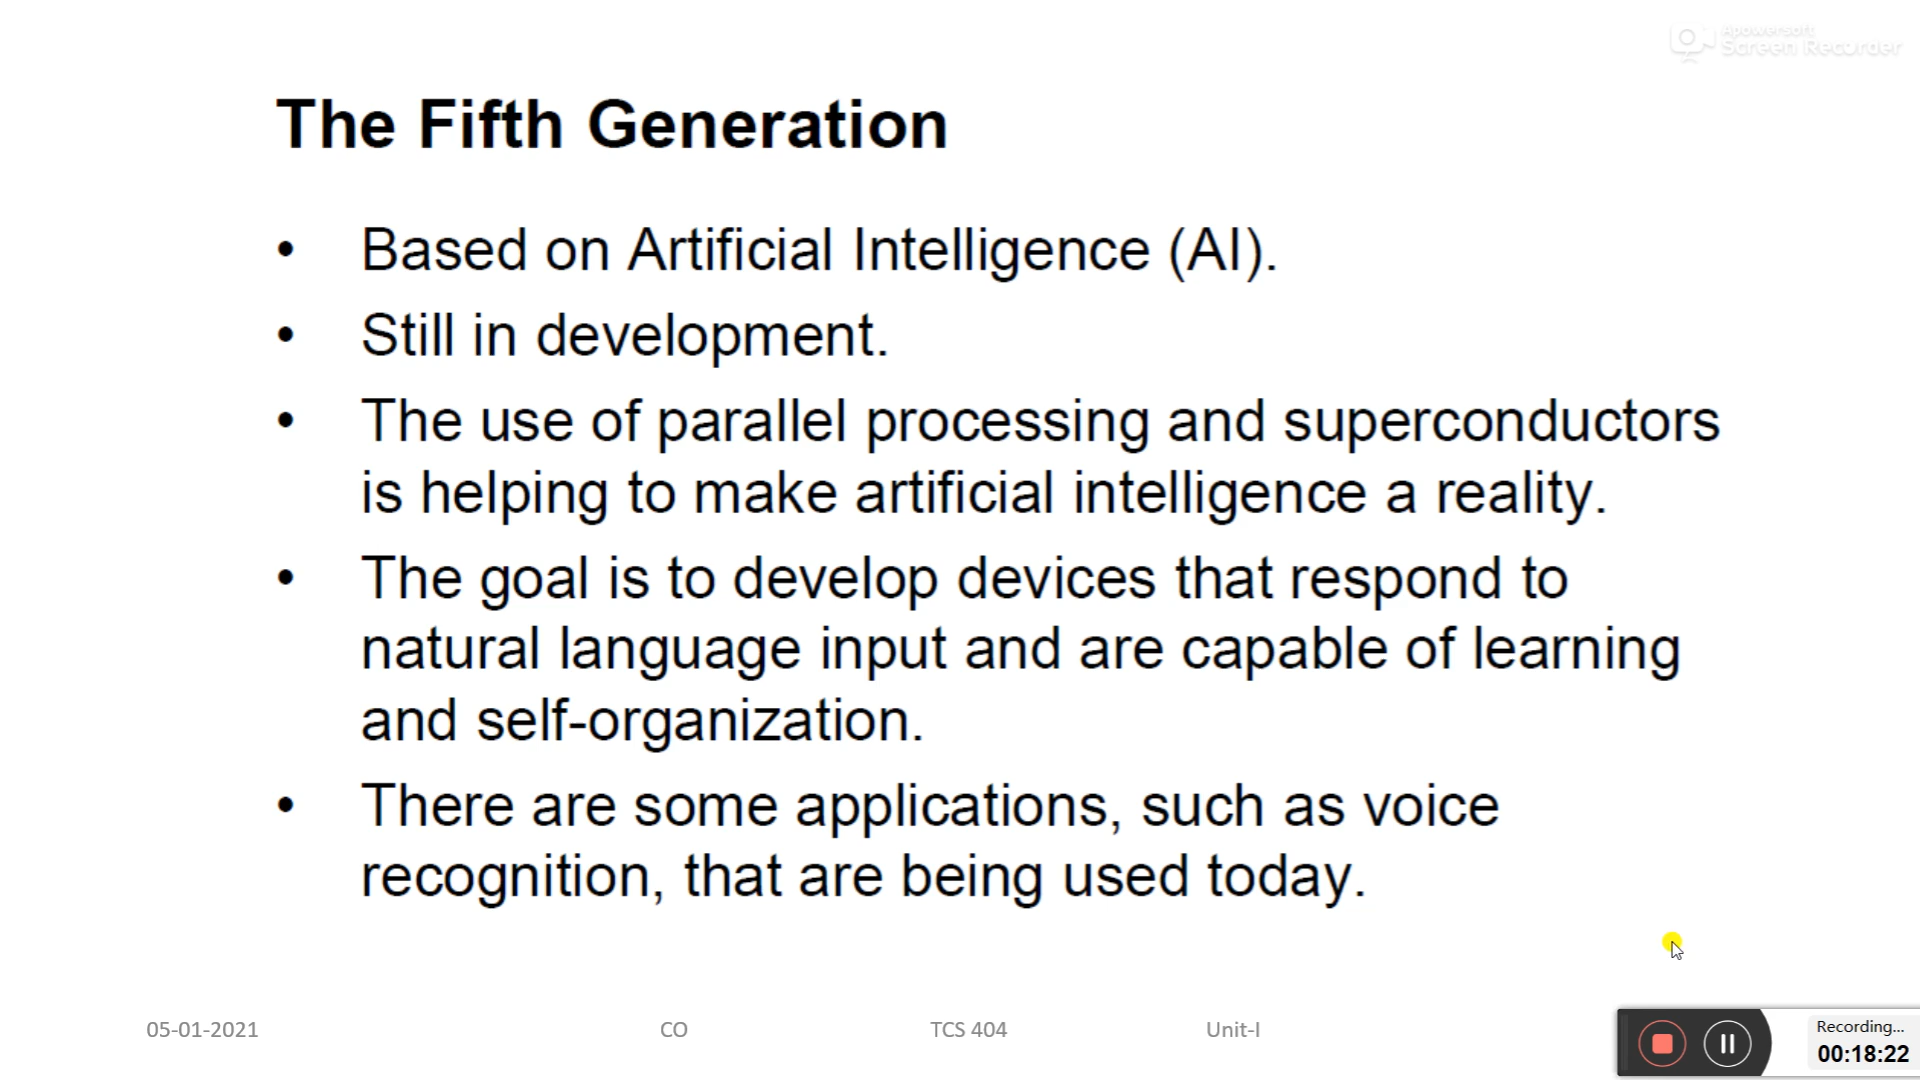 Apowersoft
Screen Recorder
The Fifth Generation
• Based on Artificial Intelligence (AI).
• Still in development.
• The use of parallel processing and superconductors
is helping to make artificial intelligence a reality.
• The goal is to develop devices that respond to
natural language input and are capable of learning
and self-organization.
• There are some applications, such as voice
recognition, that are being used today.
05-01-2021 CO TCS 404 Unit-I
Recording...
00:18:22